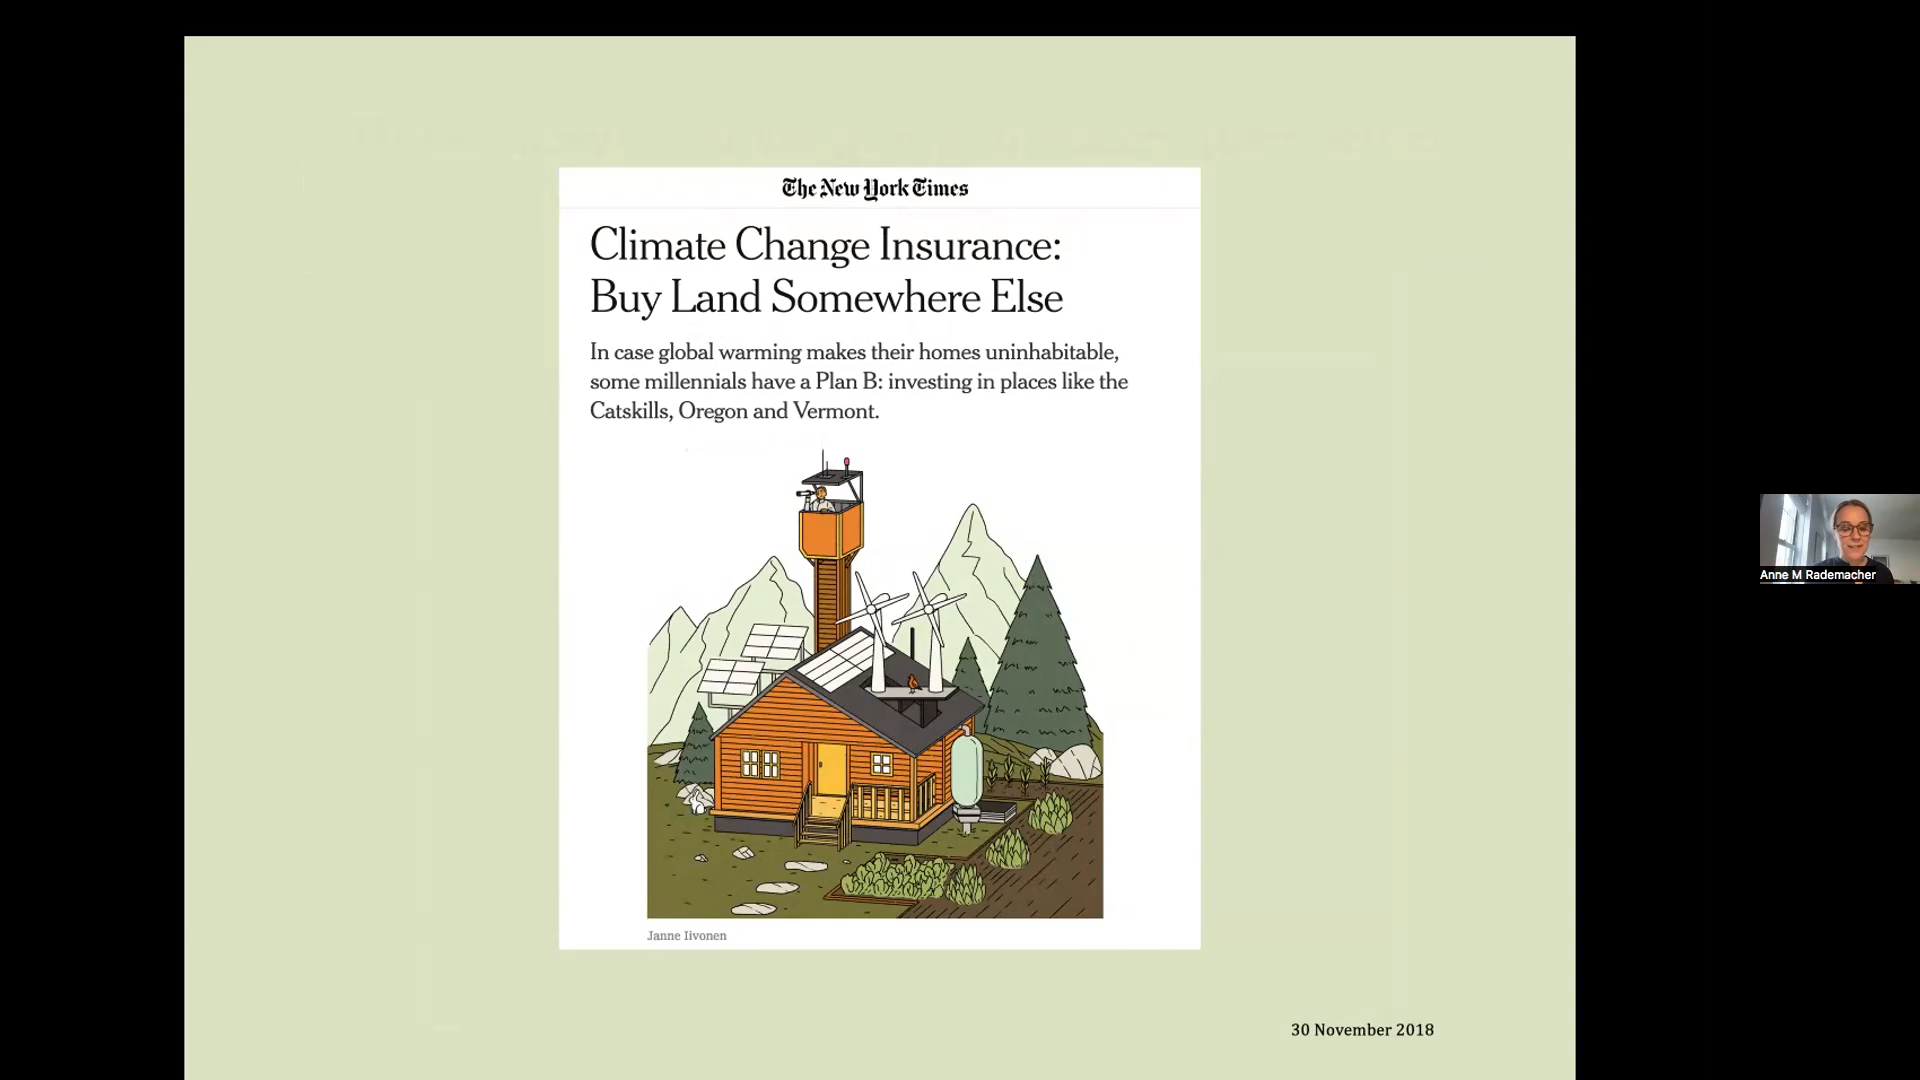 The New York Times
Climate Change Insurance:
Buy Land Somewhere Else
In case global warming makes their homes uninhabitable,
some millennials have a Plan B: investing in places like the
Catskills, Oregon and Vermont.
Janne Iivonen
30 November 2018
Anne M Rademacher